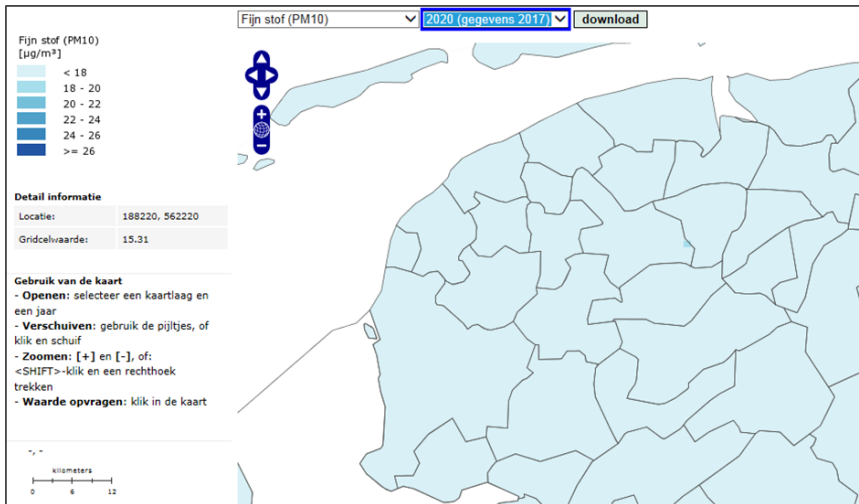 Fijn stof (PM10)
2020 (gegevens 2017)
download
Fijn stof (PM10)
[µg/m³]
< 18
18 - 20
20 - 22
22 - 24
24 - 26
>= 26
Detail informatie
Locatie: 188220, 562220
Gridcelwaarde: 15.31
Gebruik van de kaart
- Openen: selecteer een kaartlaag en
een jaar
- Verschuiven: gebruik de pijltjes, of
klik en schuif
- Zoomen: [+] en [-], of:
<SHIFT>-klik en een rechthoek
trekken
- Waarde opvragen: klik in de kaart
-, -
kilometers
0 6 12